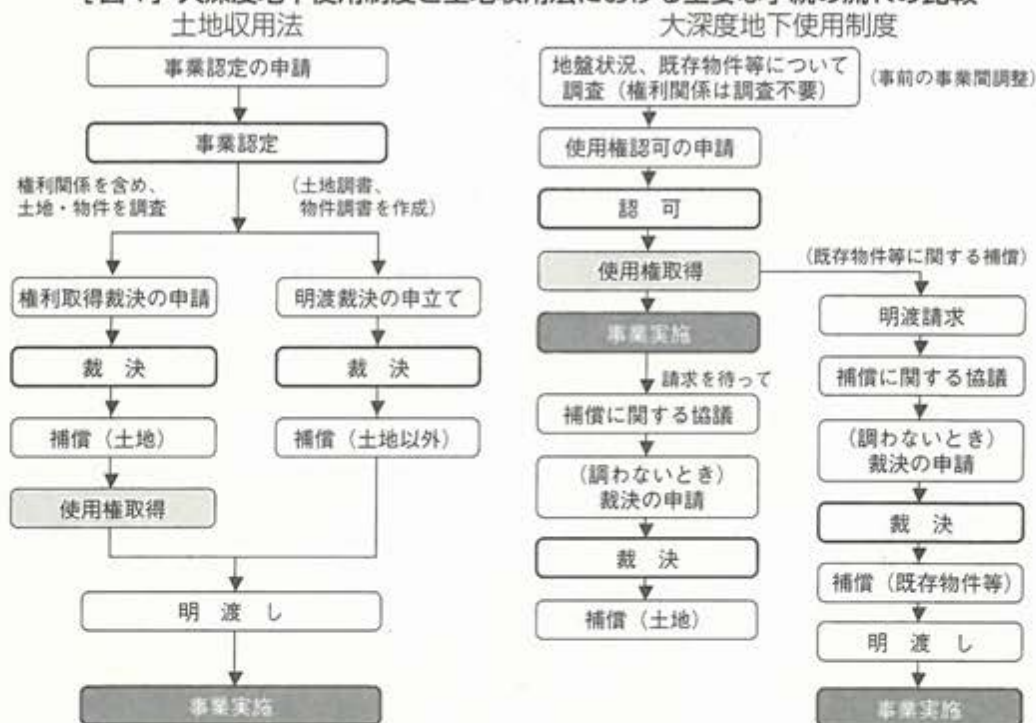 土地収用法
事業認定の申請
事業認定
権利関係を含め、
土地・物件を調査
(土地調書、
物件調書を作成)
権利取得裁決の申請
明渡裁決の申立て
裁 決
裁 決
補償(土地)
補償(土地以外)
使用権取得
明 渡 し
事業実施
大深度地下使用制度
地盤状況、既存物件等について
調査(権利関係は調査不要)
(事前の事業間調整)
使用権認可の申請
認 可
使用権取得
(既存物件等に関する補償)
事業実施
請求を待って
補償に関する協議
(調わないとき)
裁決の申請
裁 決
補償(土地)
明渡請求
補償に関する協議
(調わないとき)
裁決の申請
裁 決
補償(既存物件等)
明 渡 し
事業実施